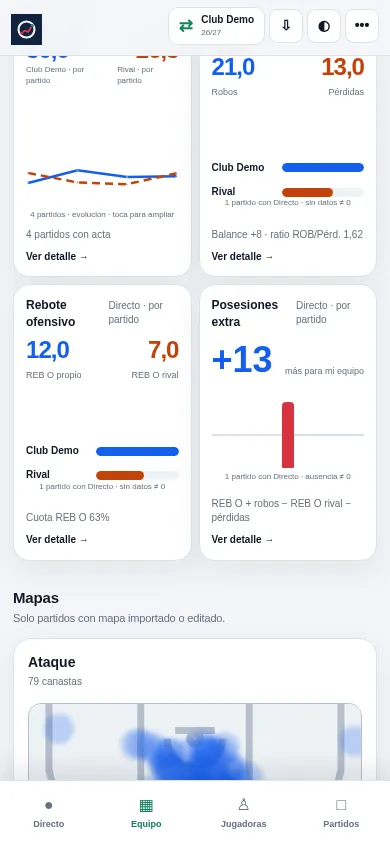 Club Demo
26/27
Club Demo · por partido
Rival · por partido
4 partidos · evolución · toca para ampliar
4 partidos con acta
Ver detalle →
21,0
13,0
Robos
Pérdidas
Club Demo
Rival
1 partido con Directo · sin datos ≠ 0
Balance +8 · ratio ROB/Pérd. 1,62
Ver detalle →
Rebote ofensivo
Directo · por partido
12,0
7,0
REB O propio
REB O rival
Club Demo
Rival
1 partido con Directo · sin datos ≠ 0
Cuota REB O 63%
Ver detalle →
Posesiones extra
Directo · por partido
+13
más para mi equipo
1 partido con Directo · ausencia ≠ 0
REB O + robos − REB O rival −
pérdidas
Ver detalle →
Mapas
Solo partidos con mapa importado o editado.
Ataque
79 canastas
Directo
Equipo
Jugadoras
Partidos